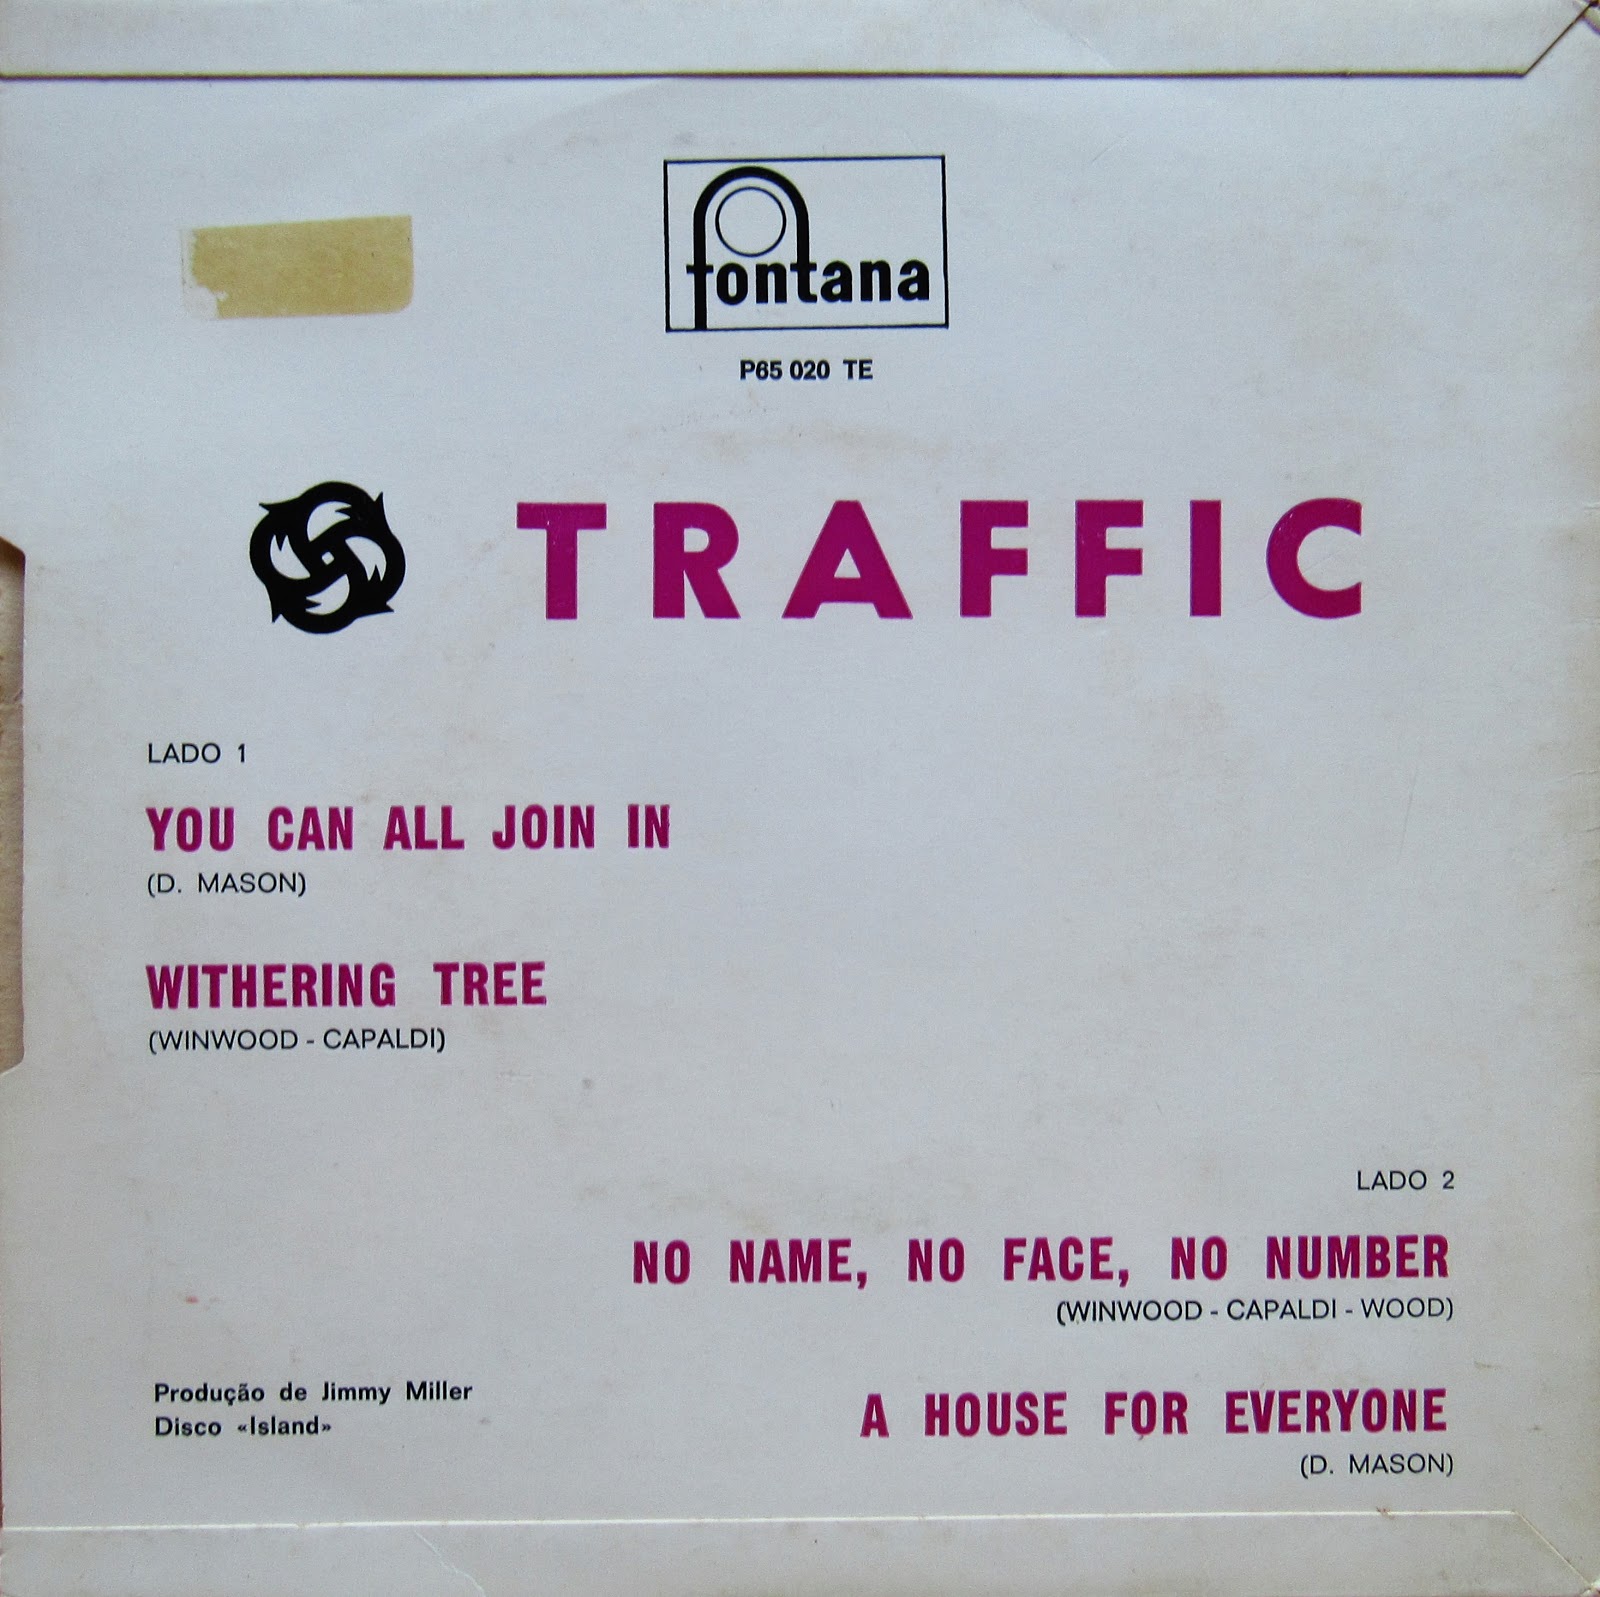 fontana
P65 020 TE
TRAFFIC
LADO 1
YOU CAN ALL JOIN IN
(D. MASON)
WITHERING TREE
(WINWOOD - CAPALDI)
LADO 2
NO NAME, NO FACE, NO NUMBER
(WINWOOD - CAPALDI - WOOD)
A HOUSE FOR EVERYONE
(D. MASON)
Produção de Jimmy Miller
Disco «Island»